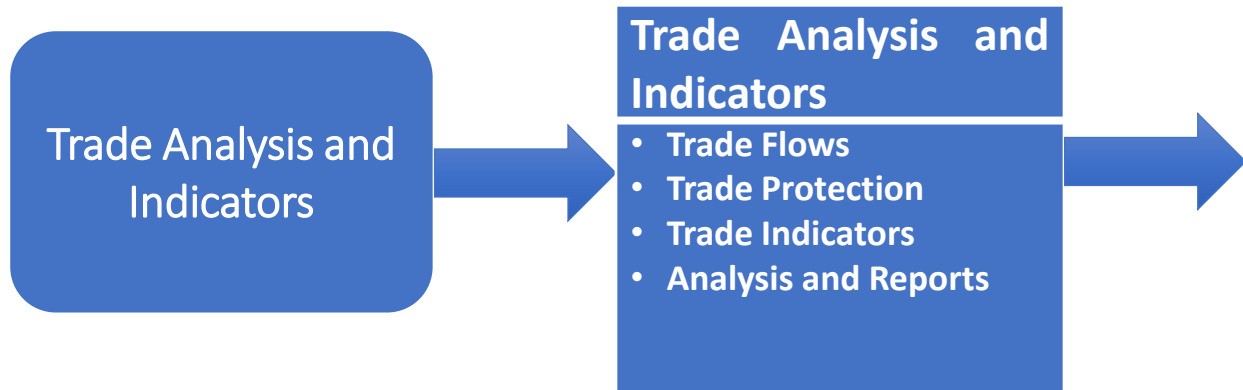 Trade Analysis and
Indicators
Trade Analysis and
Indicators
• Trade Flows
• Trade Protection
• Trade Indicators
• Analysis and Reports